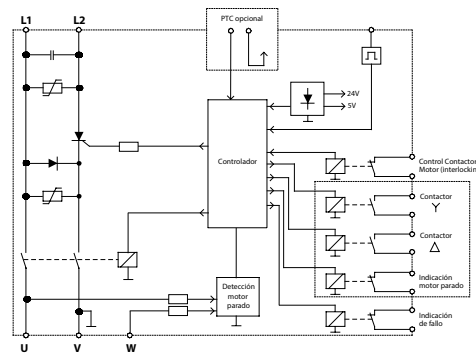 L1
L2
PTC opcional
24V
5V
Controlador
Control Contactor
Motor (interlockin
Contactor
Contactor
Detección
motor
parado
Indicación
motor parado
Indicación
de fallo
U
V
W